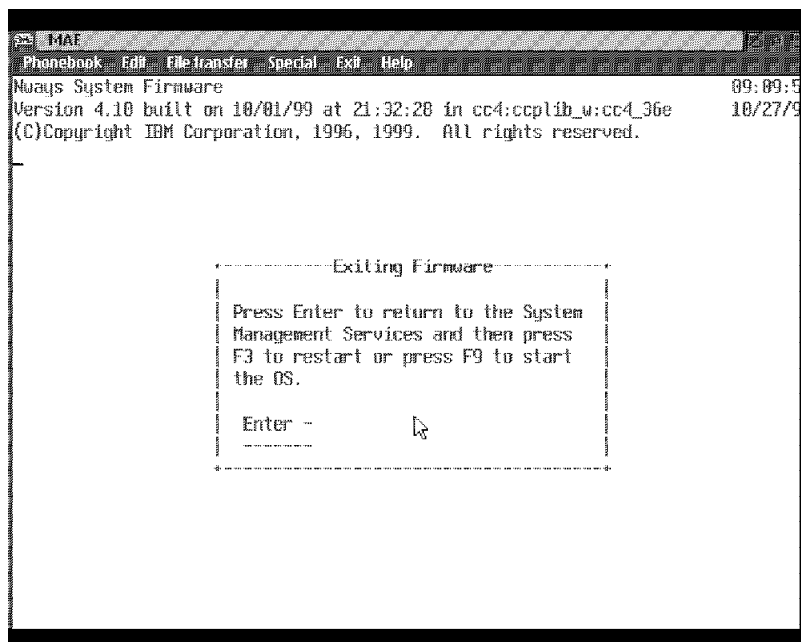 MAE
Phonebook Edit Filetransfer Special Exit Help
Nways System Firmware 09:09:5
Version 4.10 built on 10/01/99 at 21:32:28 in cc4:ccplib_w:cc4_36e 10/27/9
(C)Copyright IBM Corporation, 1996, 1999. All rights reserved.
Exiting Firmware
Press Enter to return to the System
Management Services and then press
F3 to restart or press F9 to start
the OS.
Enter -